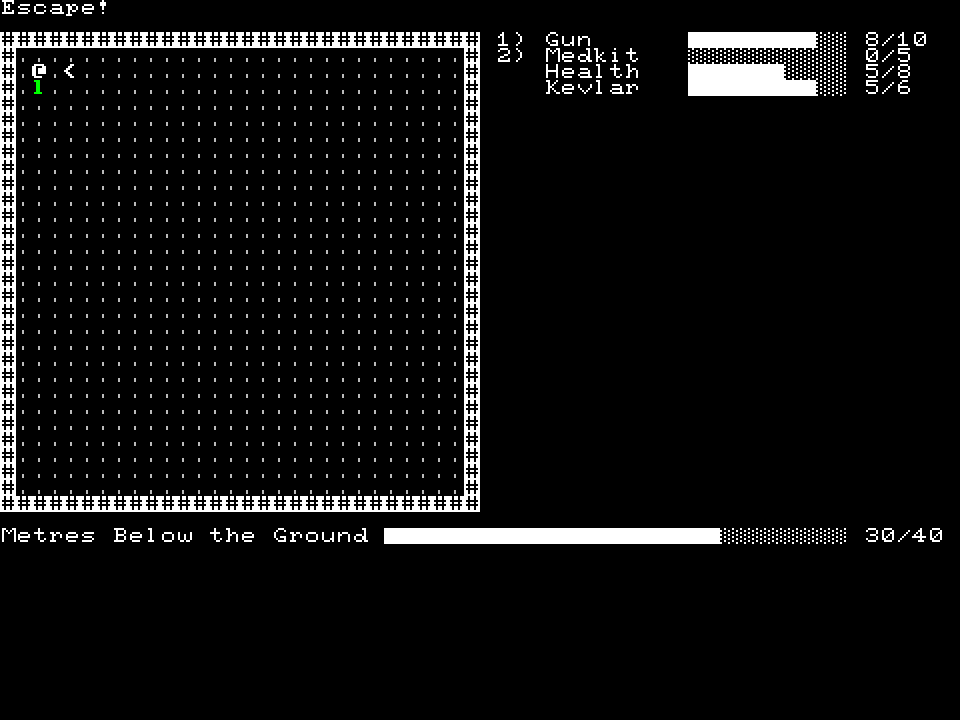 Escape!
1) Gun 8/10
2) Medkit 0/5
Health 5/8
Kevlar 5/6
@ <
1
Metres Below the Ground 30/40